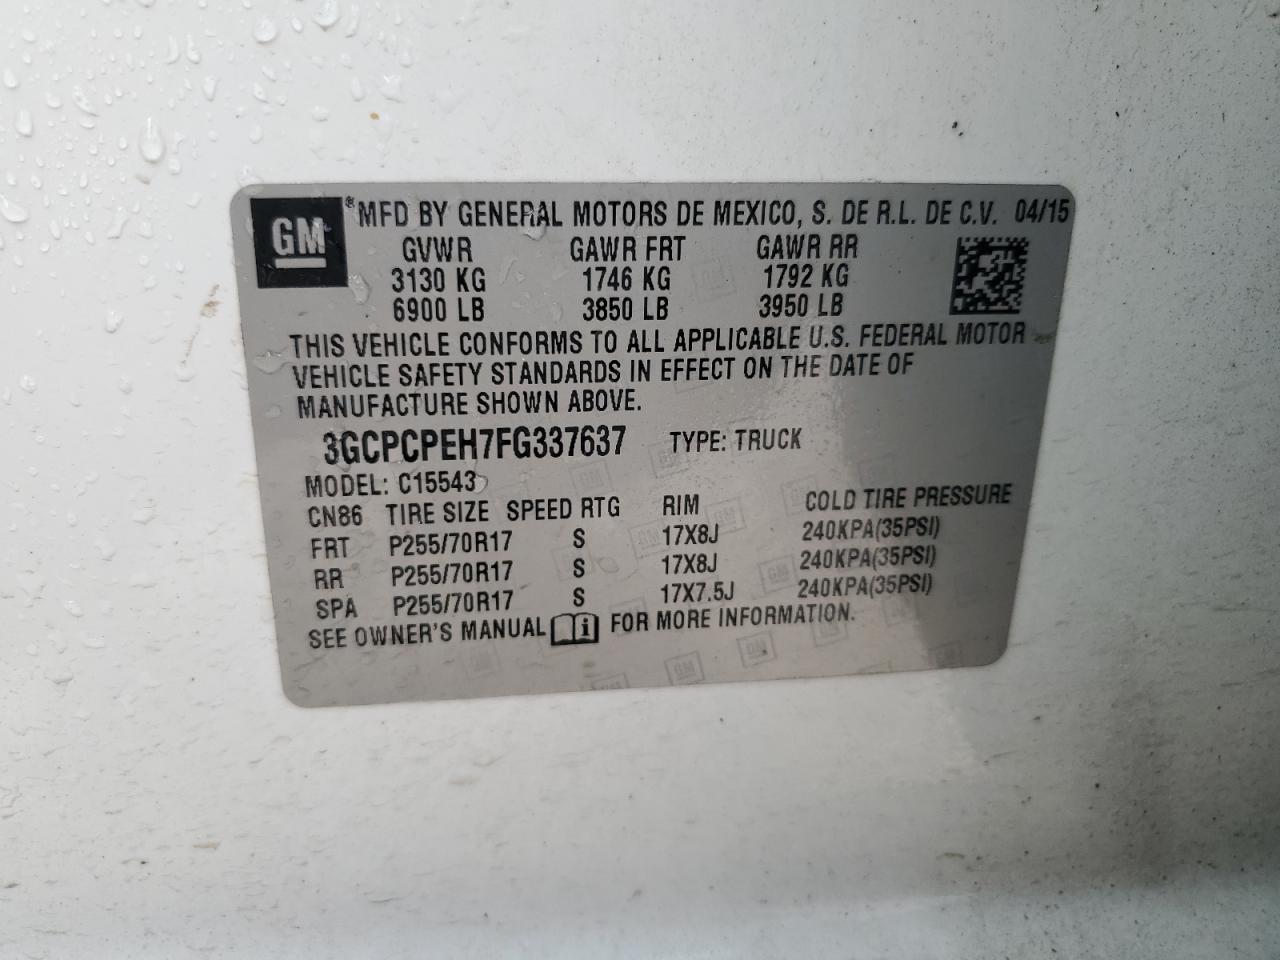 GM ® MFD BY GENERAL MOTORS DE MEXICO, S. DE R.L. DE C.V. 04/15
GVWR GAWR FRT GAWR RR
3130 KG 1746 KG 1792 KG
6900 LB 3850 LB 3950 LB
THIS VEHICLE CONFORMS TO ALL APPLICABLE U.S. FEDERAL MOTOR
VEHICLE SAFETY STANDARDS IN EFFECT ON THE DATE OF
MANUFACTURE SHOWN ABOVE.
3GCPCPEH7FG337637 TYPE: TRUCK
MODEL: C15543
CN86 TIRE SIZE SPEED RTG RIM COLD TIRE PRESSURE
FRT P255/70R17 S 17X8J 240KPA(35PSI)
RR P255/70R17 S 17X8J 240KPA(35PSI)
SPA P255/70R17 S 17X7.5J 240KPA(35PSI)
SEE OWNER'S MANUAL i FOR MORE INFORMATION.